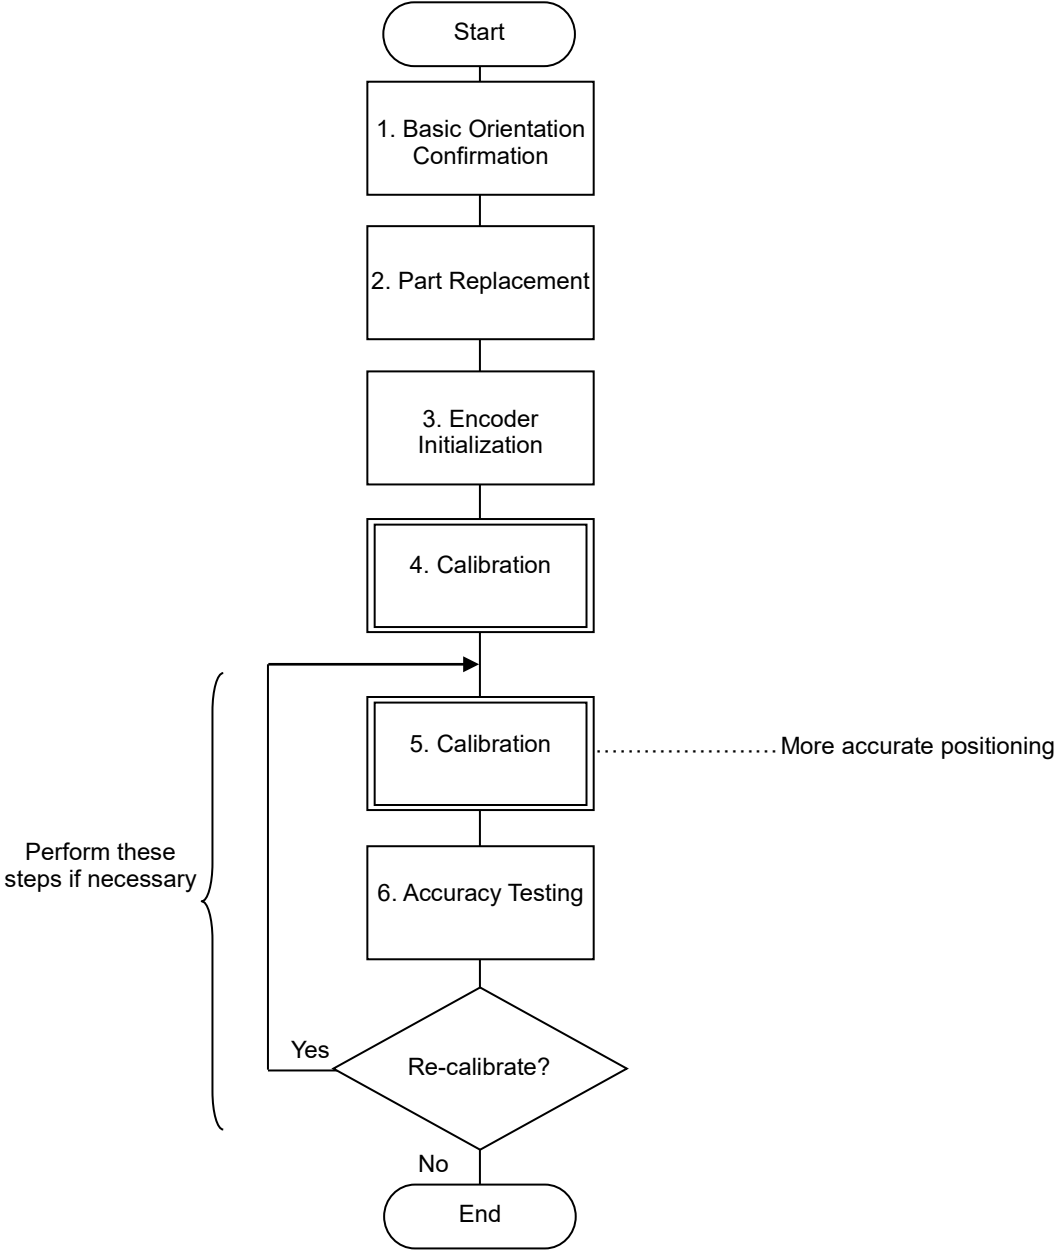 Start
1. Basic Orientation
Confirmation
2. Part Replacement
3. Encoder
Initialization
4. Calibration
5. Calibration
More accurate positioning
Perform these
steps if necessary
6. Accuracy Testing
Yes
Re-calibrate?
No
End